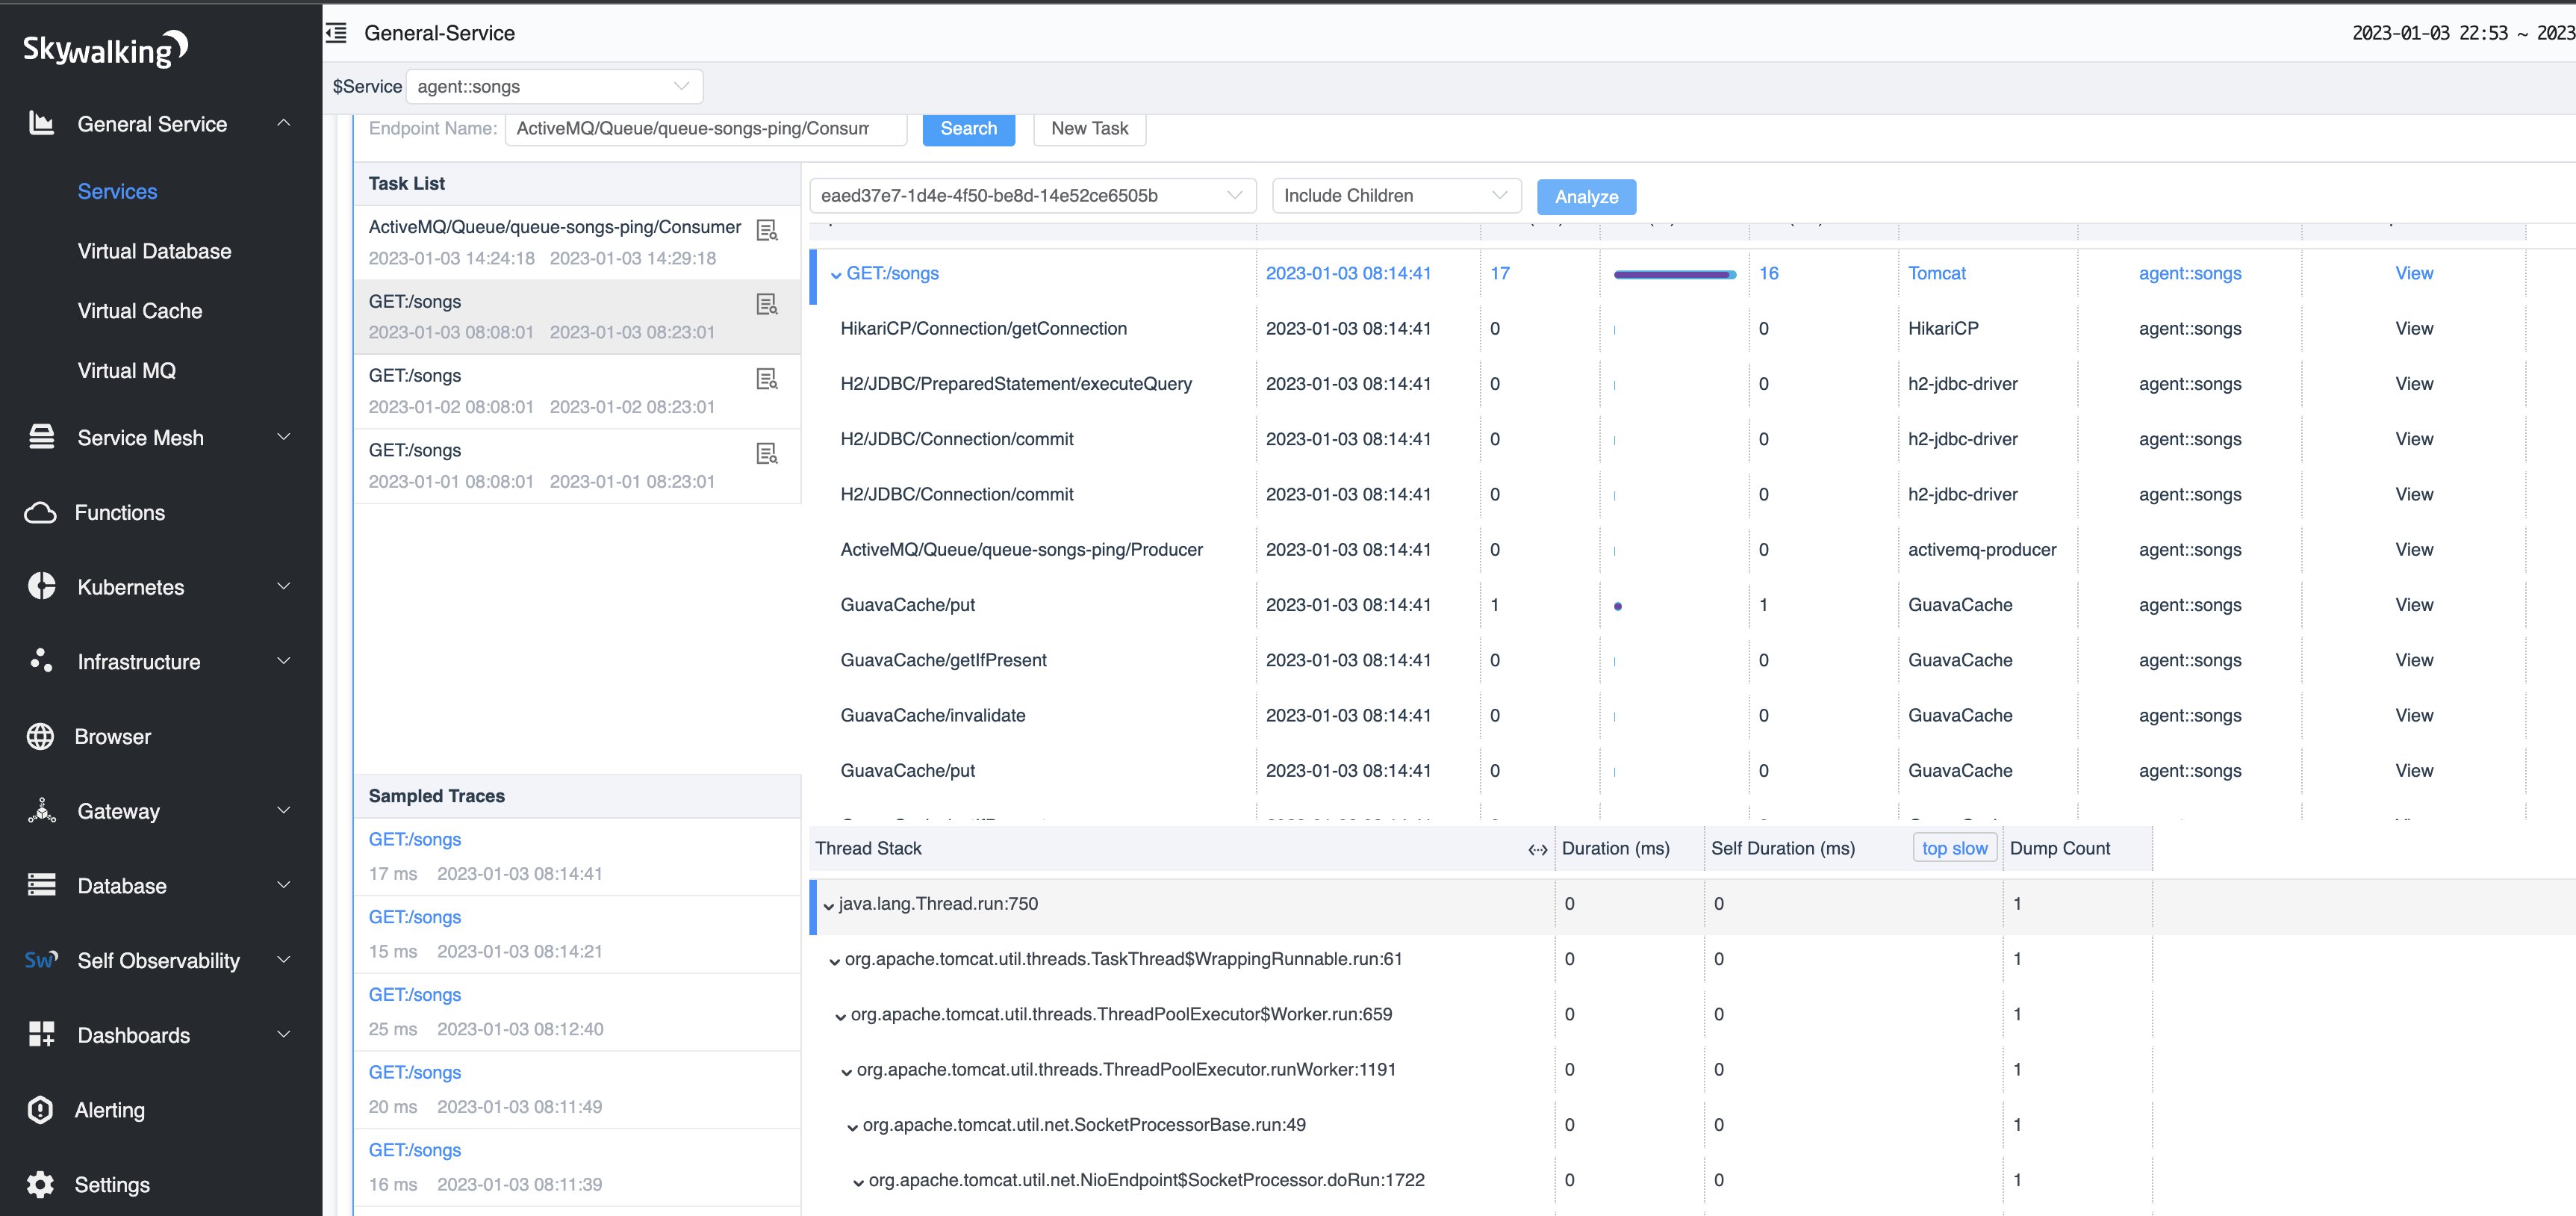 Skywalking
General Service
Services
Virtual Database
Virtual Cache
Virtual MQ
Service Mesh
Functions
Kubernetes
Infrastructure
Browser
Gateway
Database
Sw Self Observability
Dashboards
Alerting
Settings
General-Service
2023-01-03 22:53 ~ 2023
$Service agent::songs
Endpoint Name: ActiveMQ/Queue/queue-songs-ping/Consum Search New Task
Task List
ActiveMQ/Queue/queue-songs-ping/Consumer
2023-01-03 14:24:18 2023-01-03 14:29:18
GET:/songs
2023-01-03 08:08:01 2023-01-03 08:23:01
GET:/songs
2023-01-02 08:08:01 2023-01-02 08:23:01
GET:/songs
2023-01-01 08:08:01 2023-01-01 08:23:01
Sampled Traces
GET:/songs
17 ms 2023-01-03 08:14:41
GET:/songs
15 ms 2023-01-03 08:14:21
GET:/songs
25 ms 2023-01-03 08:12:40
GET:/songs
20 ms 2023-01-03 08:11:49
GET:/songs
16 ms 2023-01-03 08:11:39
eaed37e7-1d4e-4f50-be8d-14e52ce6505b Include Children Analyze
GET:/songs 2023-01-03 08:14:41 17 16 Tomcat agent::songs View
HikariCP/Connection/getConnection 2023-01-03 08:14:41 0 0 HikariCP agent::songs View
H2/JDBC/PreparedStatement/executeQuery 2023-01-03 08:14:41 0 0 h2-jdbc-driver agent::songs View
H2/JDBC/Connection/commit 2023-01-03 08:14:41 0 0 h2-jdbc-driver agent::songs View
H2/JDBC/Connection/commit 2023-01-03 08:14:41 0 0 h2-jdbc-driver agent::songs View
ActiveMQ/Queue/queue-songs-ping/Producer 2023-01-03 08:14:41 0 0 activemq-producer agent::songs View
GuavaCache/put 2023-01-03 08:14:41 1 1 GuavaCache agent::songs View
GuavaCache/getIfPresent 2023-01-03 08:14:41 0 0 GuavaCache agent::songs View
GuavaCache/invalidate 2023-01-03 08:14:41 0 0 GuavaCache agent::songs View
GuavaCache/put 2023-01-03 08:14:41 0 0 GuavaCache agent::songs View
Thread Stack Duration (ms) Self Duration (ms) top slow Dump Count
java.lang.Thread.run:750 0 0 1
org.apache.tomcat.util.threads.TaskThread$WrappingRunnable.run:61 0 0 1
org.apache.tomcat.util.threads.ThreadPoolExecutor$Worker.run:659 0 0 1
org.apache.tomcat.util.threads.ThreadPoolExecutor.runWorker:1191 0 0 1
org.apache.tomcat.util.net.SocketProcessorBase.run:49 0 0 1
org.apache.tomcat.util.net.NioEndpoint$SocketProcessor.doRun:1722 0 0 1